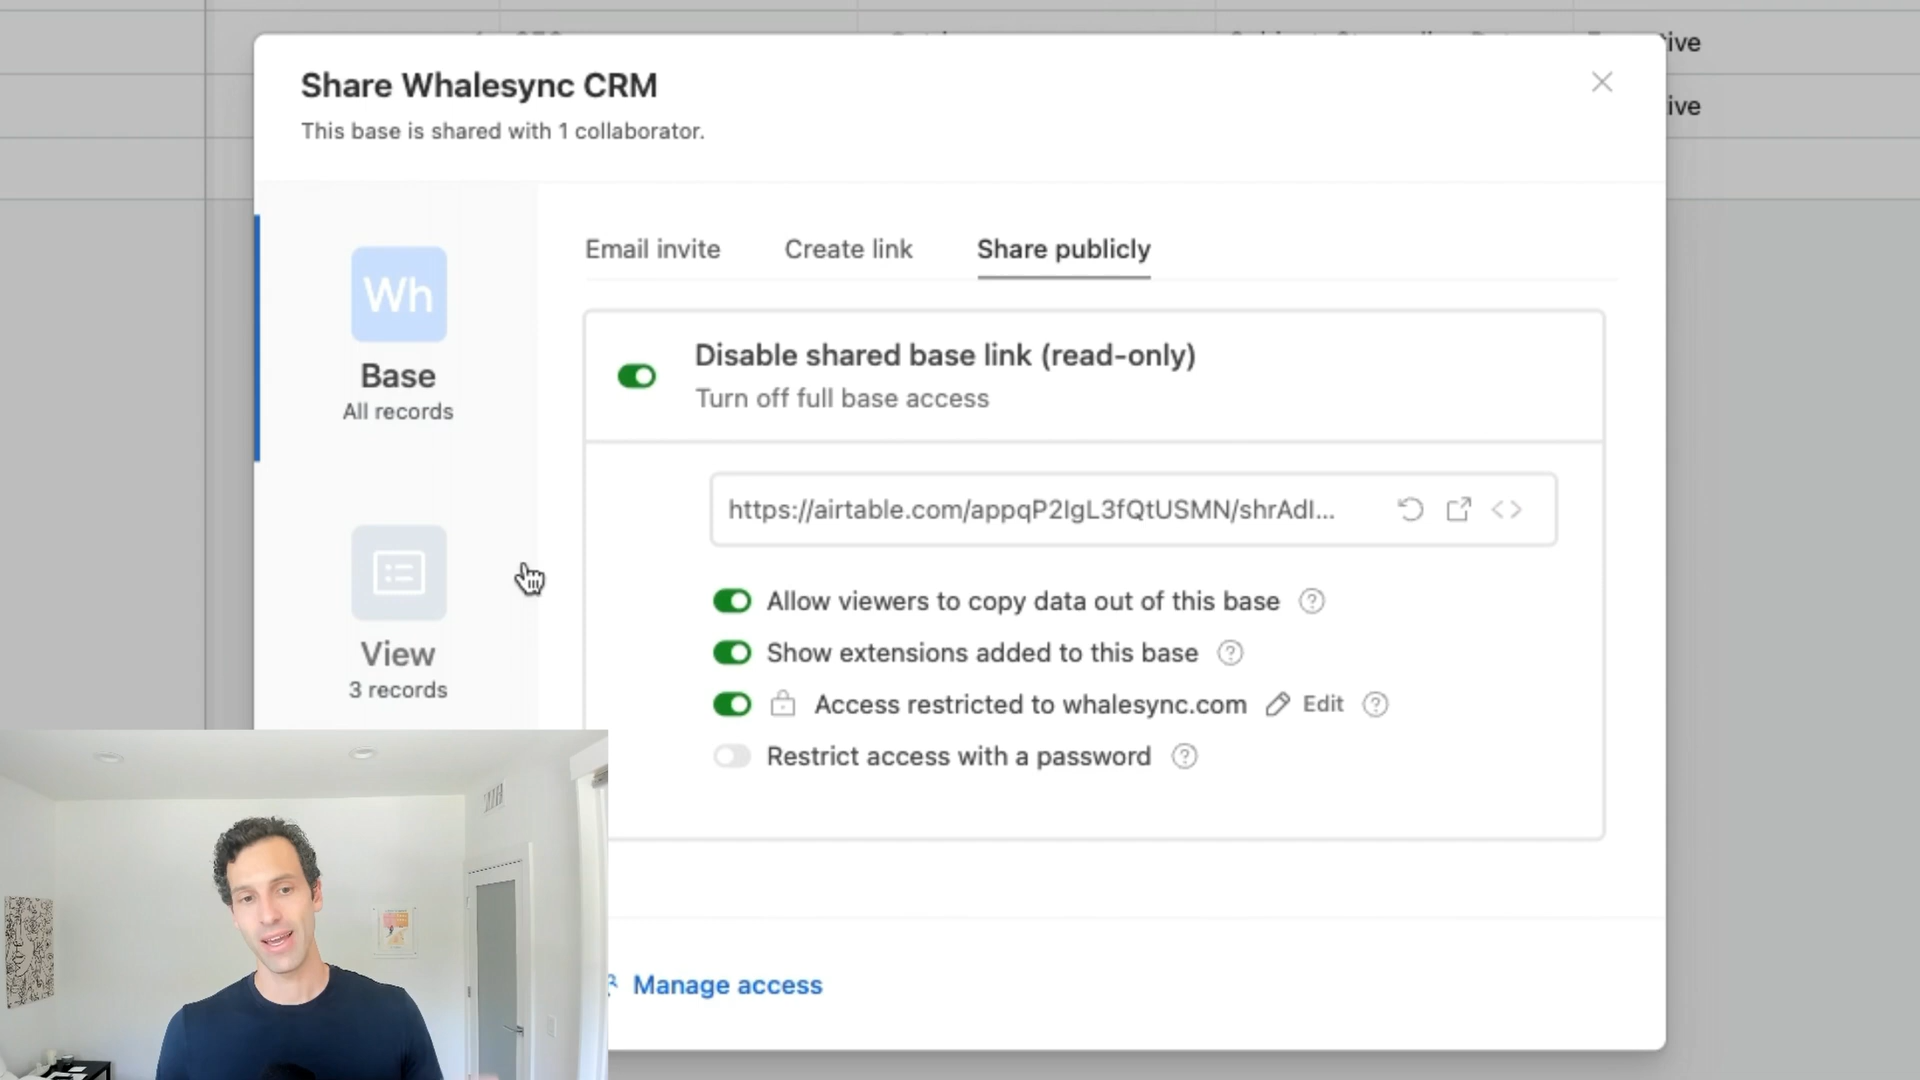 ive
Share Whalesync CRM
ive
This base is shared with 1 collaborator.
Email invite
Create link
Share publicly
Wh
Base
All records
Disable shared base link (read-only)
Turn off full base access
https://airtable.com/appqP2IgL3fQtUSMN/shrAdI...
Allow viewers to copy data out of this base
View
3 records
Show extensions added to this base
Access restricted to whalesync.com Edit
Restrict access with a password
Manage access